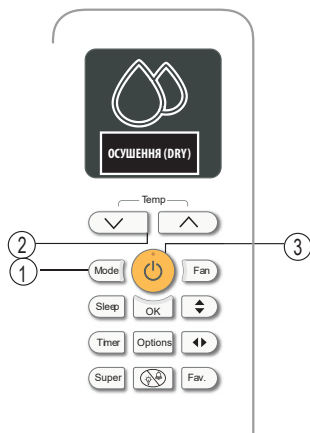 ОСУШЕННЯ (DRY)
Temp
2
3
1
Mode
Fan
Sleep
OK
Timer
Options
Super
Fav.